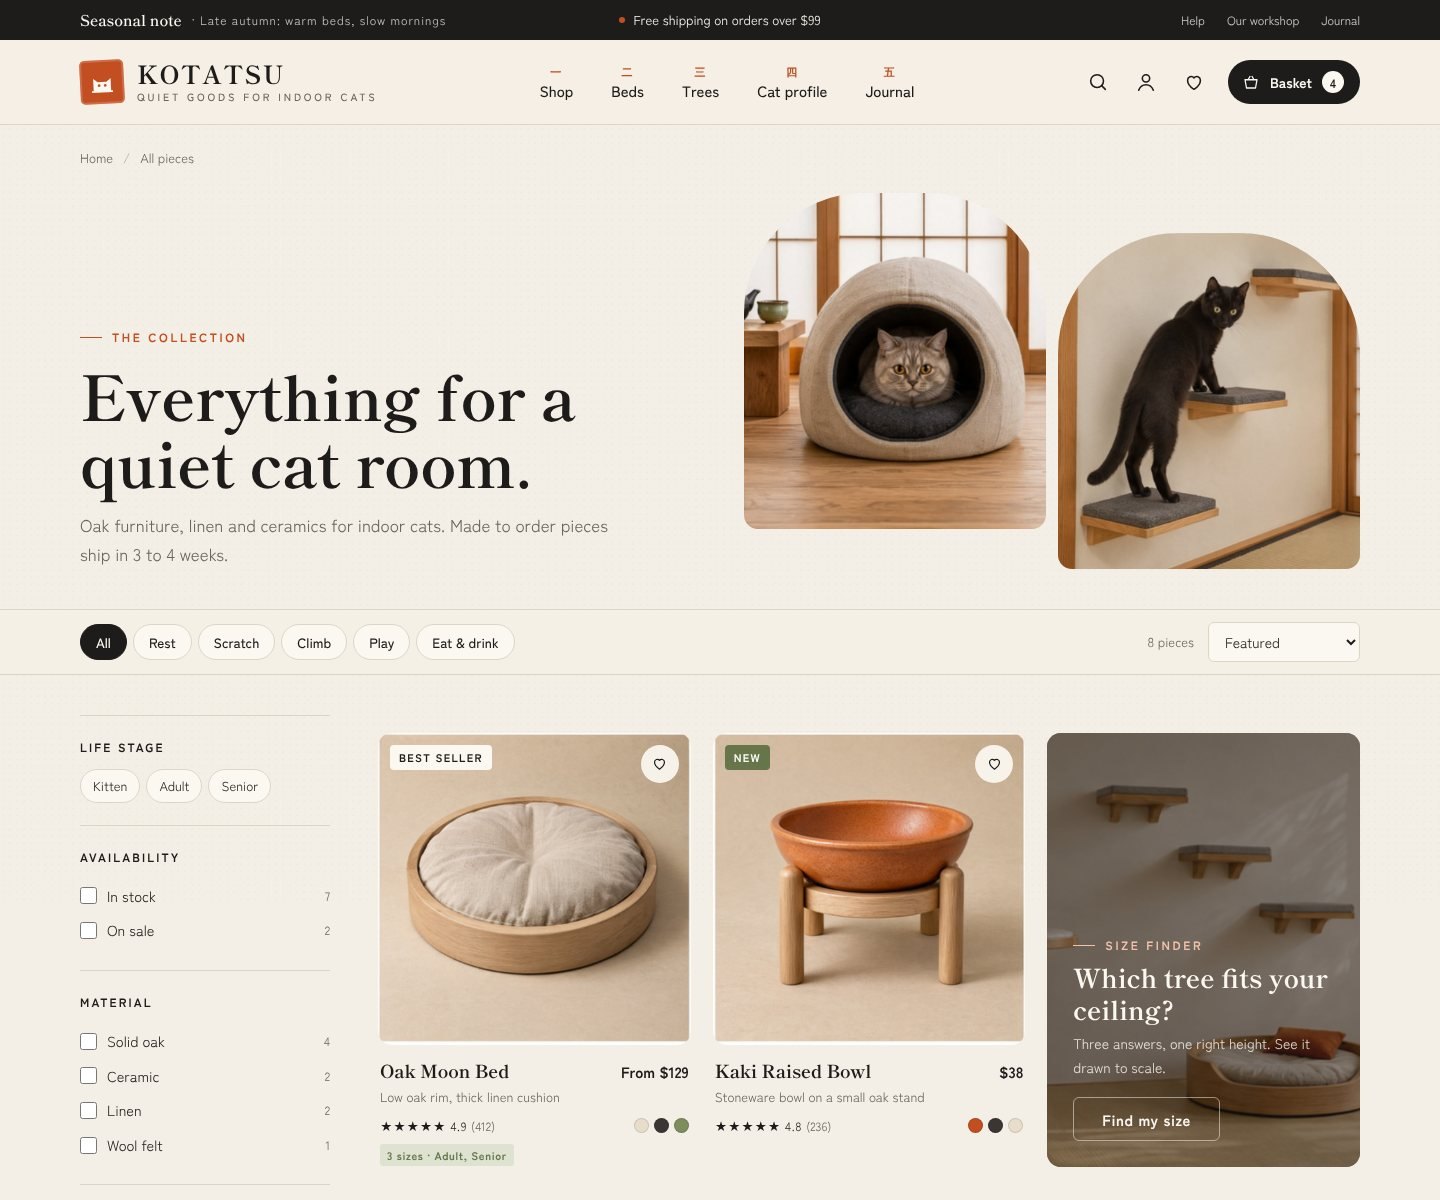 Seasonal note · Late autumn: warm beds, slow mornings
Free shipping on orders over $99
Help Our workshop Journal
KOTATSU
QUIET GOODS FOR INDOOR CATS
一 二 三 四 五
Shop Beds Trees Cat profile Journal
Basket 4
Home / All pieces
THE COLLECTION
Everything for a
quiet cat room.
Oak furniture, linen and ceramics for indoor cats. Made to order pieces
ship in 3 to 4 weeks.
All Rest Scratch Climb Play Eat & drink
8 pieces Featured
LIFE STAGE
Kitten Adult Senior
AVAILABILITY
In stock 7
On sale 2
MATERIAL
Solid oak 4
Ceramic 2
Linen 2
Wool felt 1
BEST SELLER
Oak Moon Bed From $129
Low oak rim, thick linen cushion
★★★★★ 4.9 (412)
3 sizes · Adult, Senior
NEW
Kaki Raised Bowl $38
Stoneware bowl on a small oak stand
★★★★★ 4.8 (236)
SIZE FINDER
Which tree fits your
ceiling?
Three answers, one right height. See it
drawn to scale.
Find my size